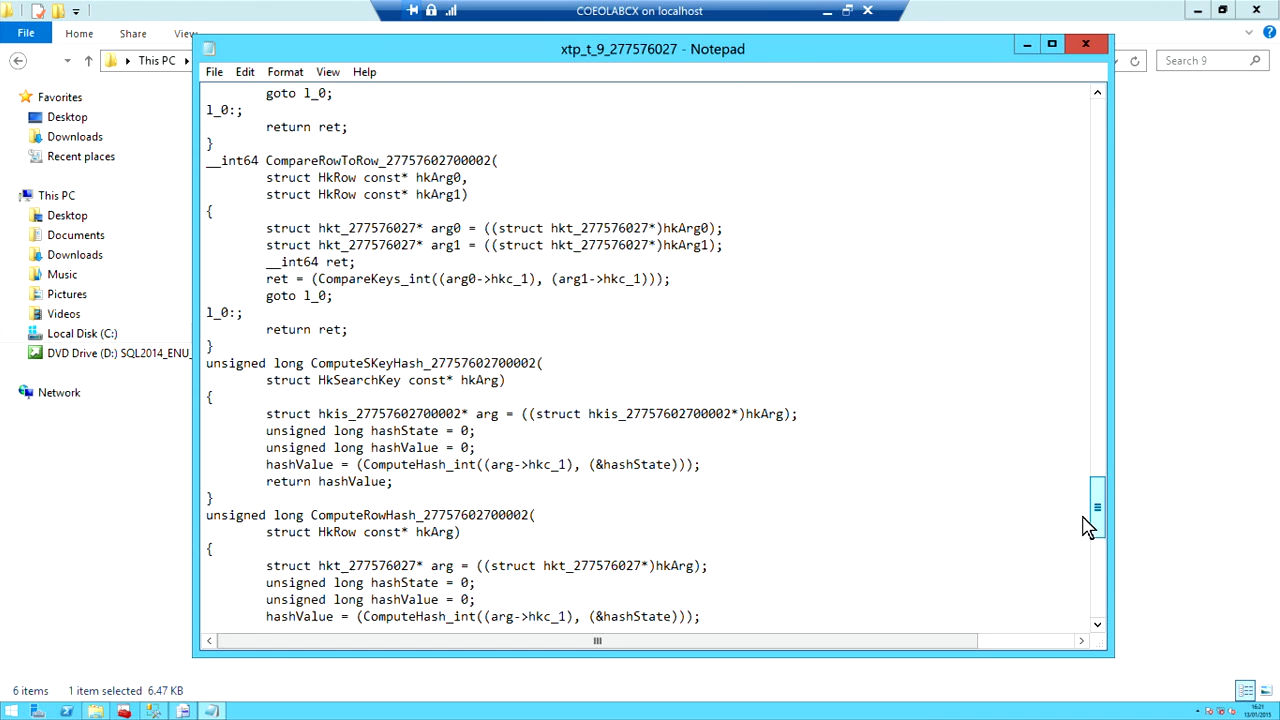 COEOLABCX on localhost
File
Home
Share
View
This PC
Search 9
Favorites
Desktop
Downloads
Recent places
This PC
Desktop
Documents
Downloads
Music
Pictures
Videos
Local Disk (C:)
DVD Drive (D:) SQL2014_ENU_
Network
xtp_t_9_277576027 - Notepad
File Edit Format View Help
goto l_0;
l_0:;
return ret;
}
__int64 CompareRowToRow_27757602700002(
struct HkRow const* hkArg0,
struct HkRow const* hkArg1)
{
struct hkt_277576027* arg0 = ((struct hkt_277576027*)hkArg0);
struct hkt_277576027* arg1 = ((struct hkt_277576027*)hkArg1);
__int64 ret;
ret = (CompareKeys_int((arg0->hkc_1), (arg1->hkc_1)));
goto l_0;
l_0:;
return ret;
}
unsigned long ComputeSKeyHash_27757602700002(
struct HkSearchKey const* hkArg)
{
struct hkis_27757602700002* arg = ((struct hkis_27757602700002*)hkArg);
unsigned long hashState = 0;
unsigned long hashValue = 0;
hashValue = (ComputeHash_int((arg->hkc_1), (&hashState)));
return hashValue;
}
unsigned long ComputeRowHash_27757602700002(
struct HkRow const* hkArg)
{
struct hkt_277576027* arg = ((struct hkt_277576027*)hkArg);
unsigned long hashState = 0;
unsigned long hashValue = 0;
hashValue = (ComputeHash_int((arg->hkc_1), (&hashState)));
6 items 1 item selected 6.47 KB
16:21
13/01/2015